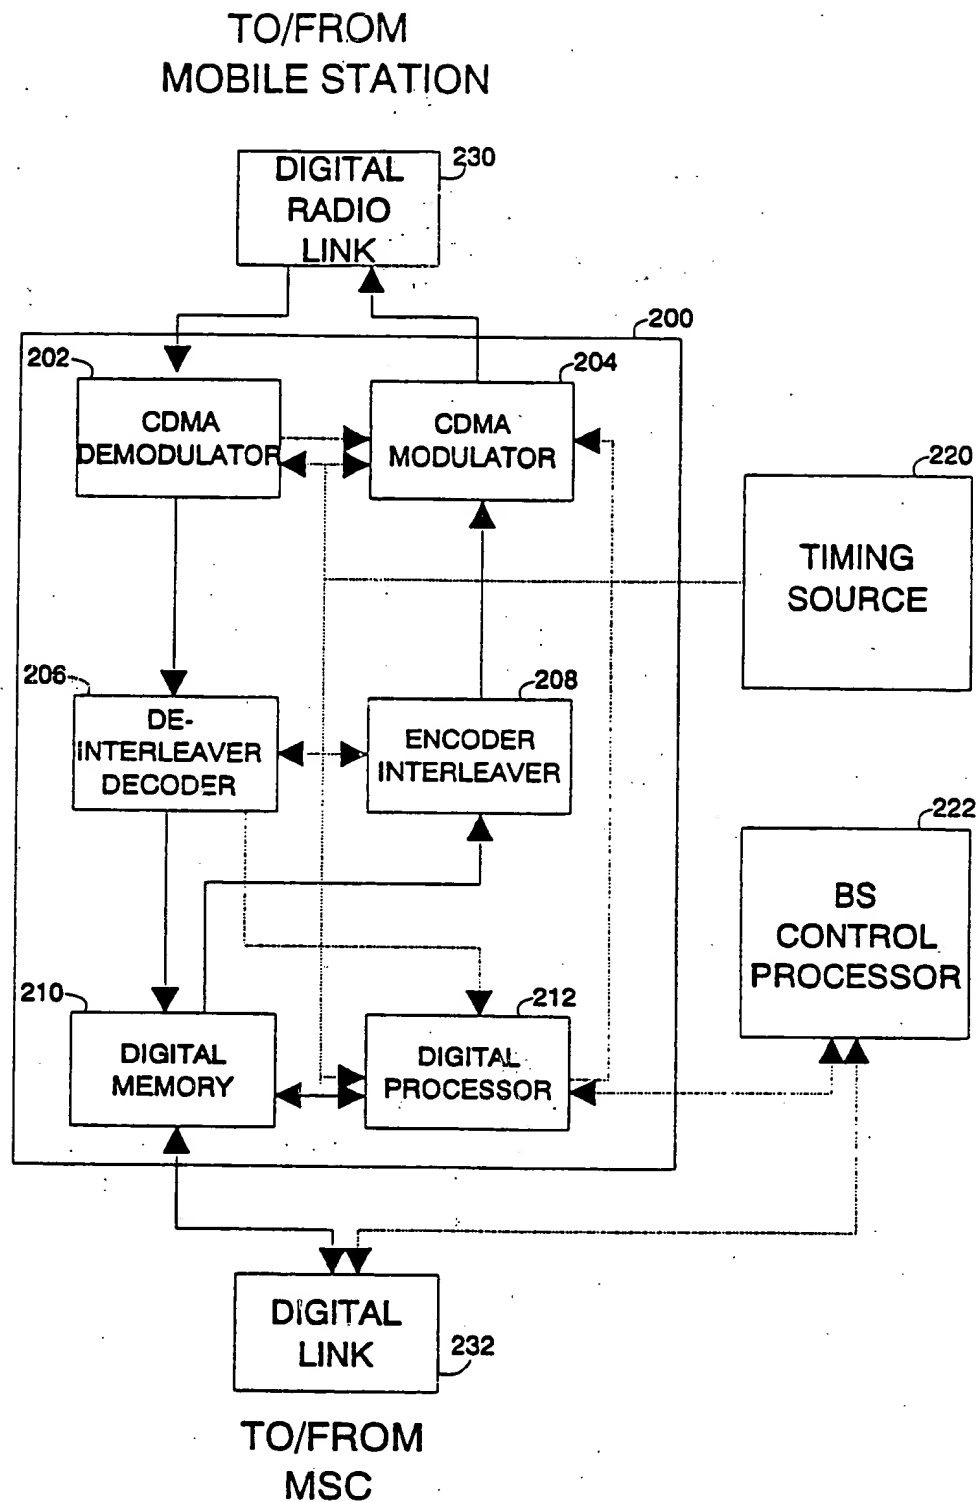 TO/FROM
MOBILE STATION
DIGITAL
RADIO
LINK
230
200
202
CDMA
DEMODULATOR
204
CDMA
MODULATOR
220
TIMING
SOURCE
206
DE-
INTERLEAVER
DECODER
208
ENCODER
INTERLEAVER
222
BS
CONTROL
PROCESSOR
210
DIGITAL
MEMORY
212
DIGITAL
PROCESSOR
DIGITAL
LINK
232
TO/FROM
MSC